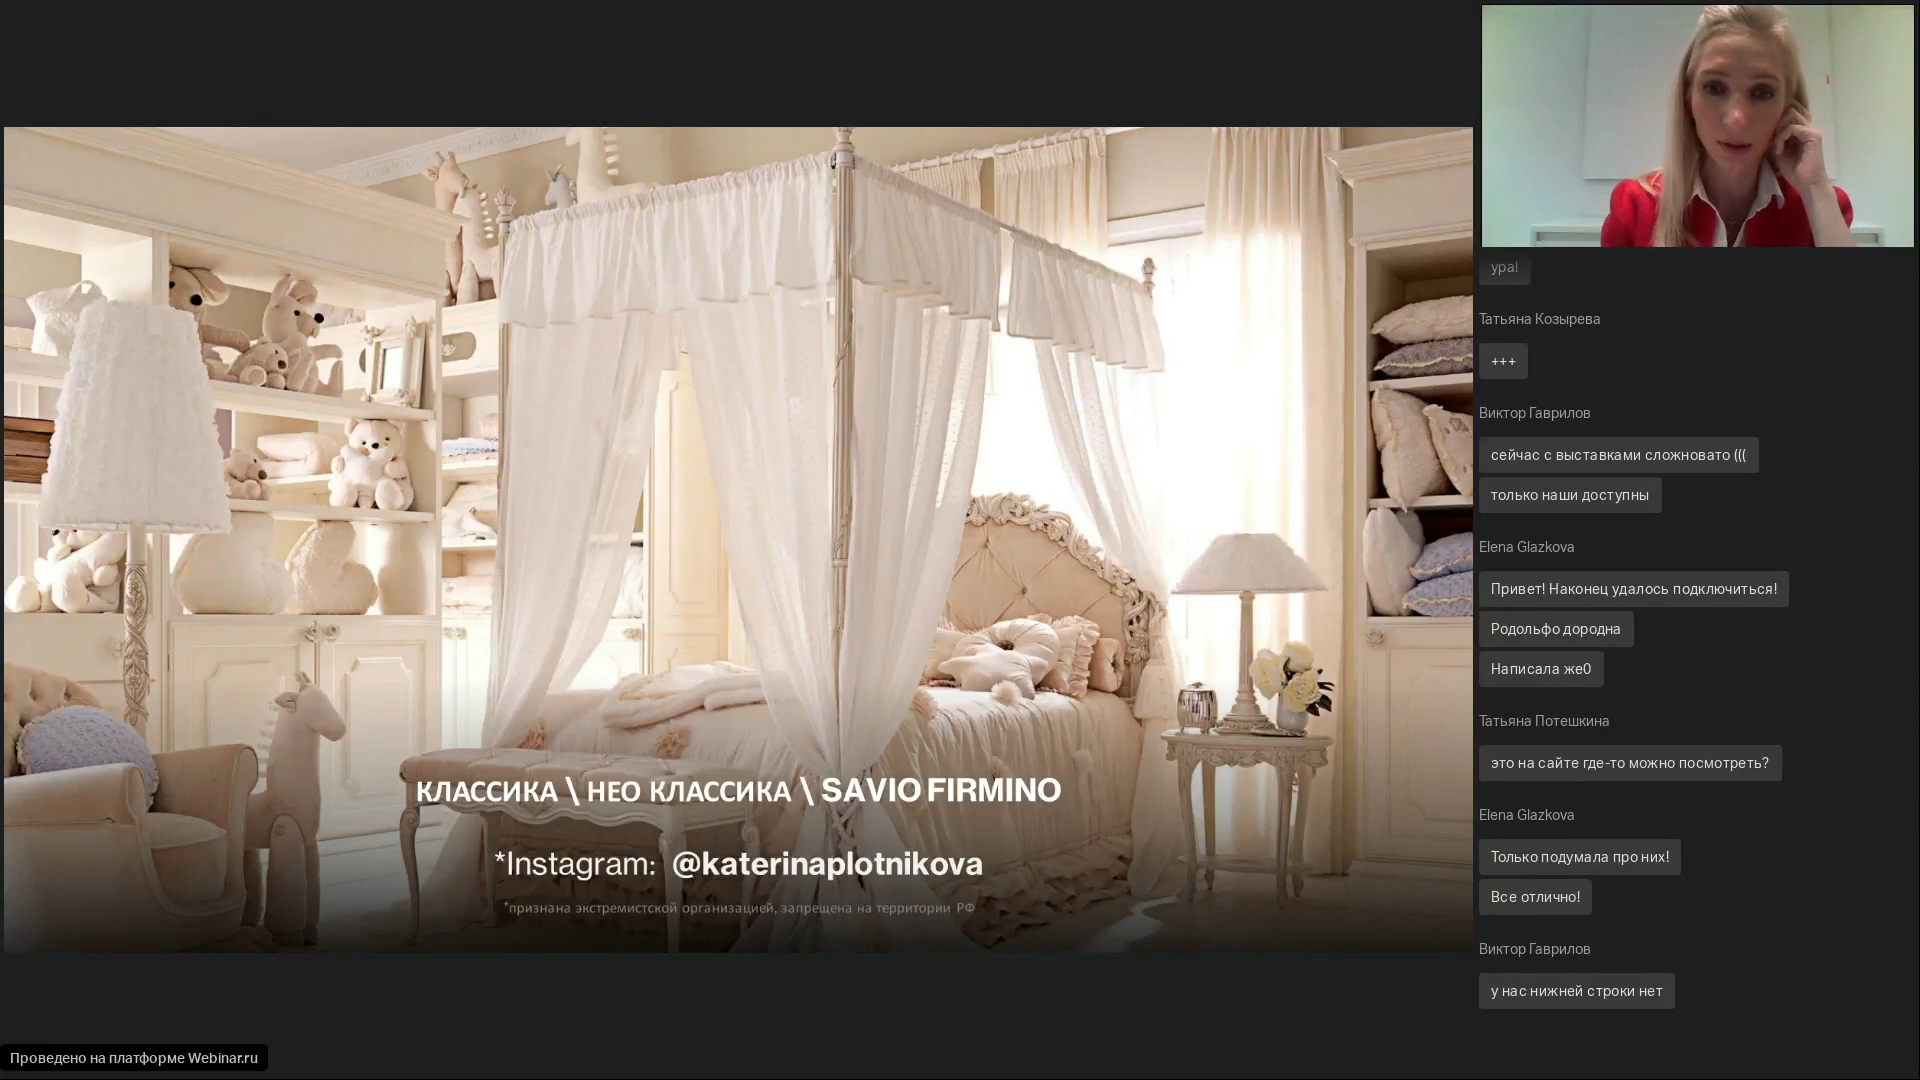 КЛАССИКА \ НЕО КЛАССИКА \ SAVIO FIRMINO
*Instagram: @katerinaplotnikova
*признана экстремистской организацией, запрещена на территории РФ
ура!
Татьяна Козырева
+++
Виктор Гаврилов
сейчас с выставками сложновато (((
только наши доступны
Elena Glazkova
Привет! Наконец удалось подключиться!
Родольфо дородна
Написала же0
Татьяна Потешкина
это на сайте где-то можно посмотреть?
Elena Glazkova
Только подумала про них!
Все отлично!
Виктор Гаврилов
у нас нижней строки нет
Проведено на платформе Webinar.ru